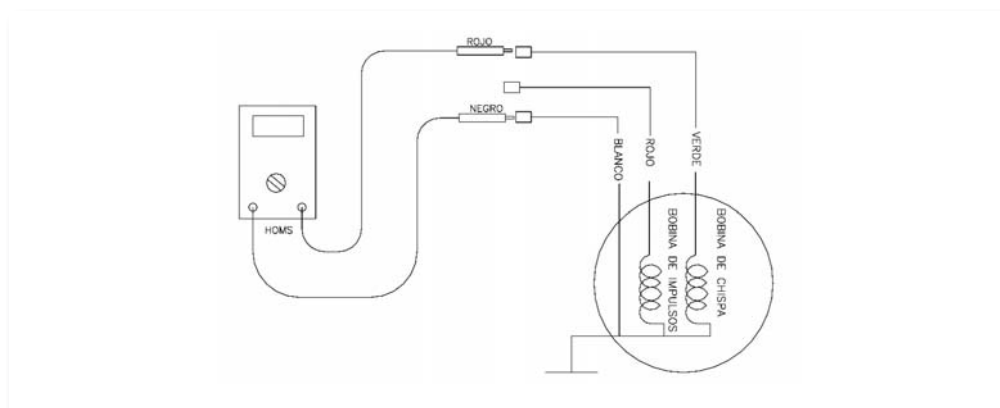 ROJO
NEGRO
HOMS
BLANCO
ROJO
VERDE
BOBINA DE IMPULSOS
BOBINA DE CHISPA